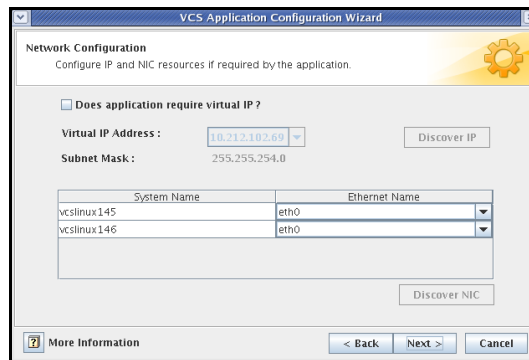 VCS Application Configuration Wizard
Network Configuration
Configure IP and NIC resources if required by the application.
Does application require virtual IP ?
Virtual IP Address : 10.212.102.69 Discover IP
Subnet Mask : 255.255.254.0
System Name Ethernet Name
vcslinux145 eth0
vcslinux146 eth0
Discover NIC
? More Information < Back Next > Cancel